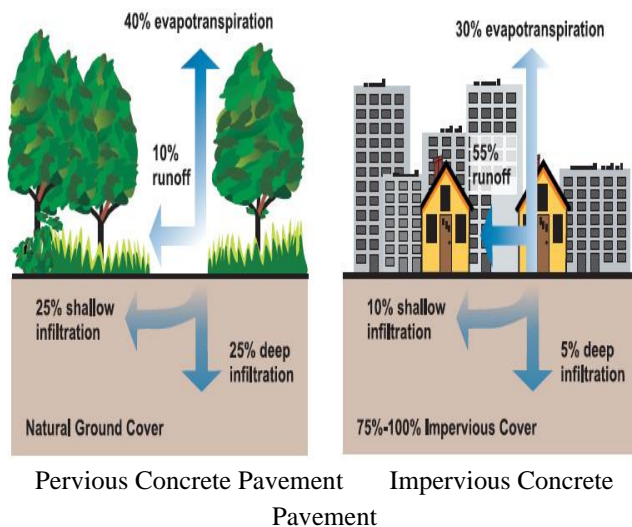 40% evapotranspiration
10%
runoff
25% shallow
infiltration
25% deep
infiltration
Natural Ground Cover
30% evapotranspiration
55%
runoff
10% shallow
infiltration
5% deep
infiltration
75%-100% Impervious Cover
Pervious Concrete Pavement Impervious Concrete
Pavement